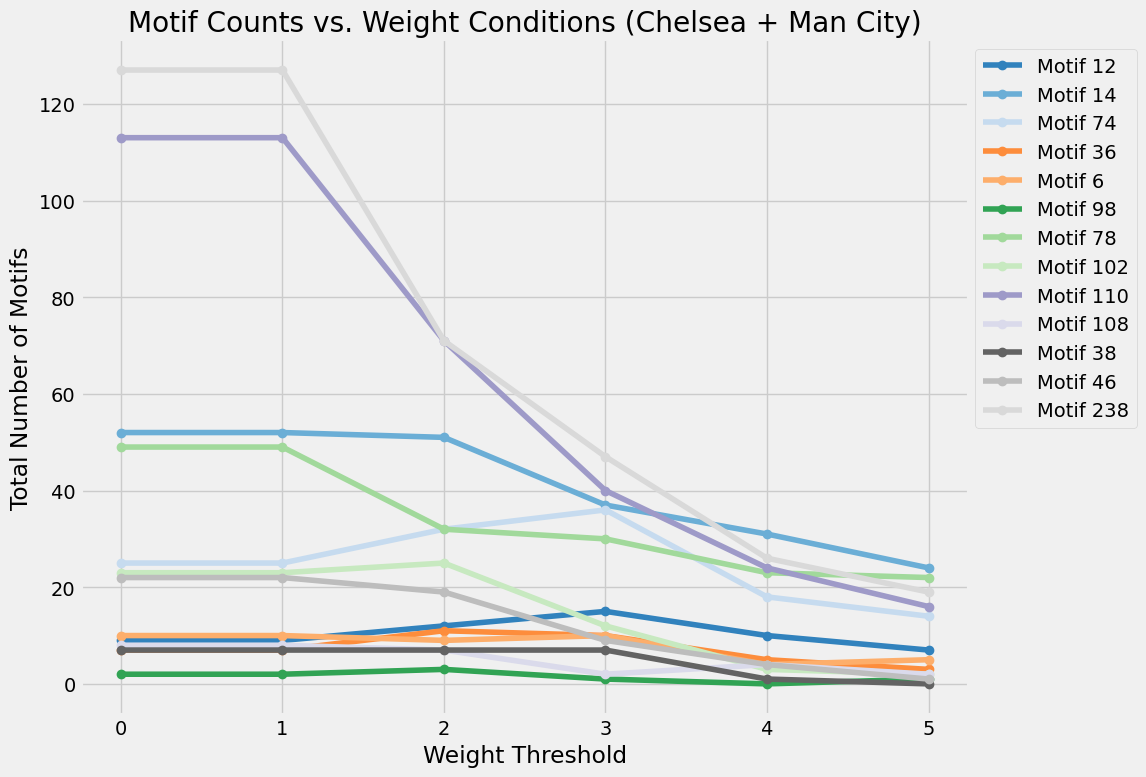 Motif Counts vs. Weight Conditions (Chelsea + Man City)
Total Number of Motifs
120
100
80
60
40
20
0
0 1 2 3 4 5
Weight Threshold
Motif 12
Motif 14
Motif 74
Motif 36
Motif 6
Motif 98
Motif 78
Motif 102
Motif 110
Motif 108
Motif 38
Motif 46
Motif 238